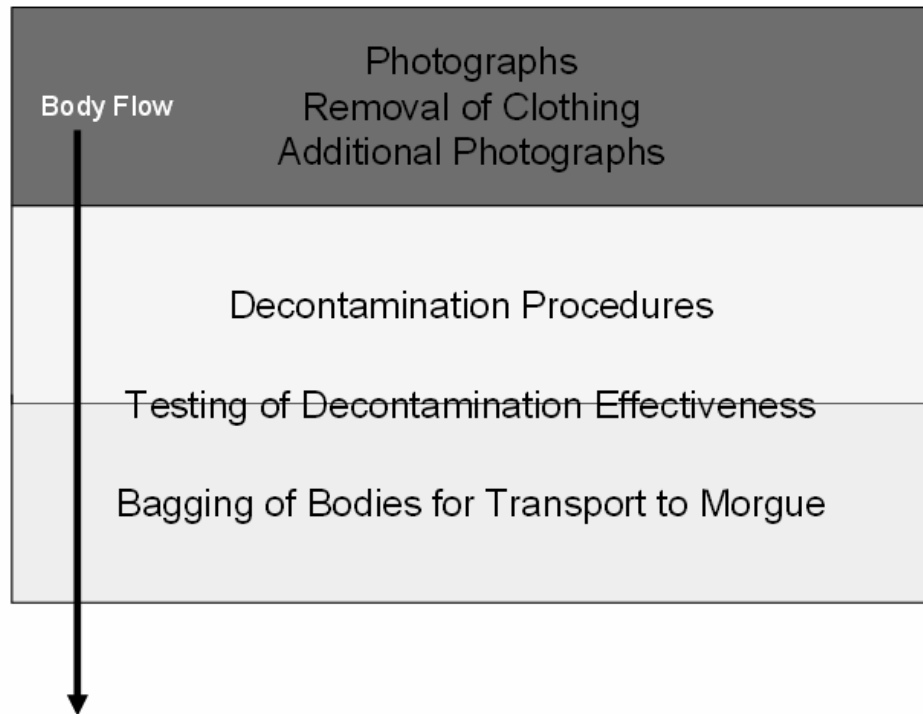 Photographs
Body Flow
Removal of Clothing
Additional Photographs
Decontamination Procedures
Testing of Decontamination Effectiveness
Bagging of Bodies for Transport to Morgue